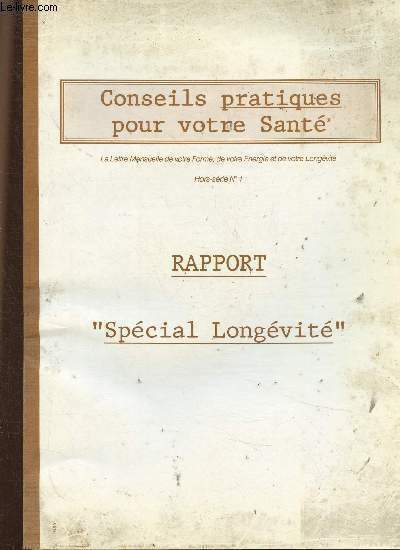 Le-livre.com
Conseils pratiques
pour votre Santé
La Lettre Mensuelle de votre Forme, de votre Energie et de votre Longévité
Hors-série N° 1
RAPPORT
"Spécial Longévité"